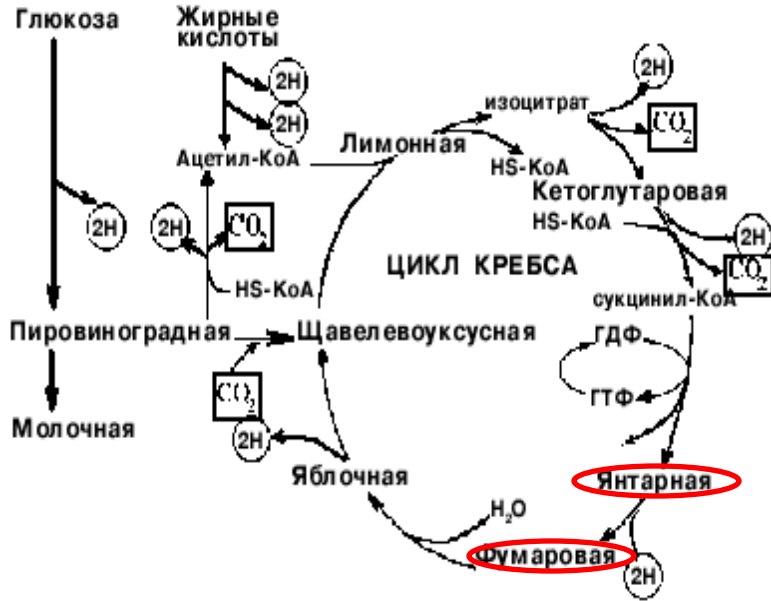 Глюкоза
Жирные
кислоты
2H
2H
2H
изоцитрат
CO2
Ацетил-КоА
Лимонная
HS-КоА
Кетоглутаровая
2H
2H
CO2
HS-КоА
2H
ЦИКЛ КРЕБСА
CO2
HS-КоА
сукцинил-КоА
Пировиноградная
Щавелевоуксусная
ГДФ
CO2
ГТФ
Молочная
2H
Яблочная
Янтарная
H2O
Фумаровая
2H